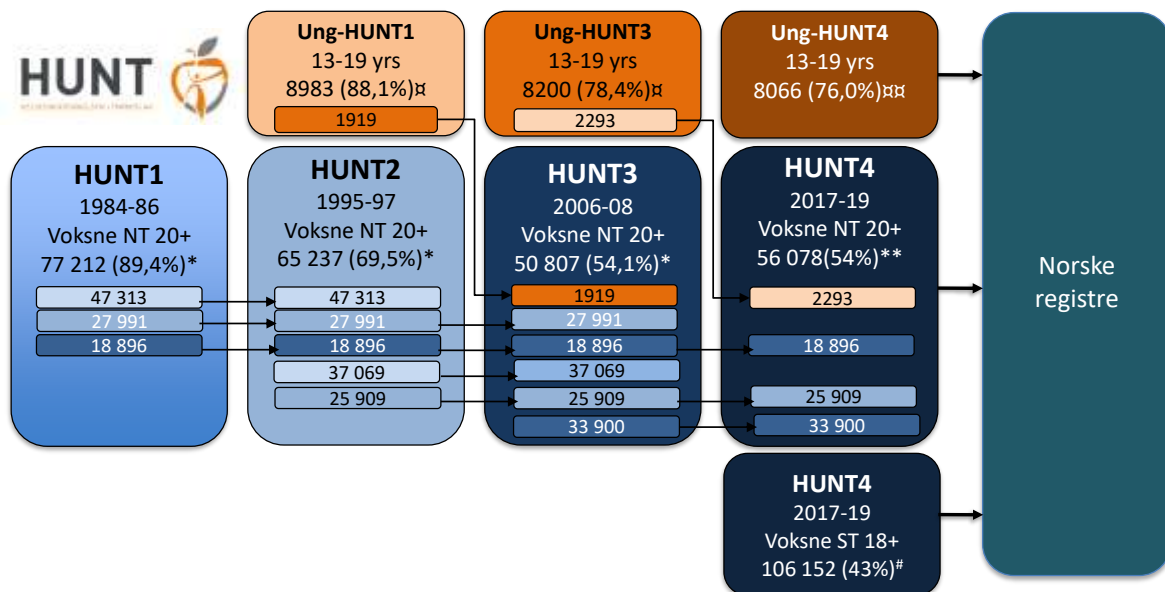 HUNT
Ung-HUNT1
13-19 yrs
8983 (88,1%)¤
1919
Ung-HUNT3
13-19 yrs
8200 (78,4%)¤
2293
Ung-HUNT4
13-19 yrs
8066 (76,0%)¤¤
HUNT1
1984-86
Voksne NT 20+
77 212 (89,4%)*
47 313
27 991
18 896
HUNT2
1995-97
Voksne NT 20+
65 237 (69,5%)*
47 313
27 991
18 896
37 069
25 909
HUNT3
2006-08
Voksne NT 20+
50 807 (54,1%)*
1919
27 991
18 896
37 069
25 909
33 900
HUNT4
2017-19
Voksne NT 20+
56 078(54%)**
2293
18 896
25 909
33 900
HUNT4
2017-19
Voksne ST 18+
106 152 (43%)#
Norske
registre